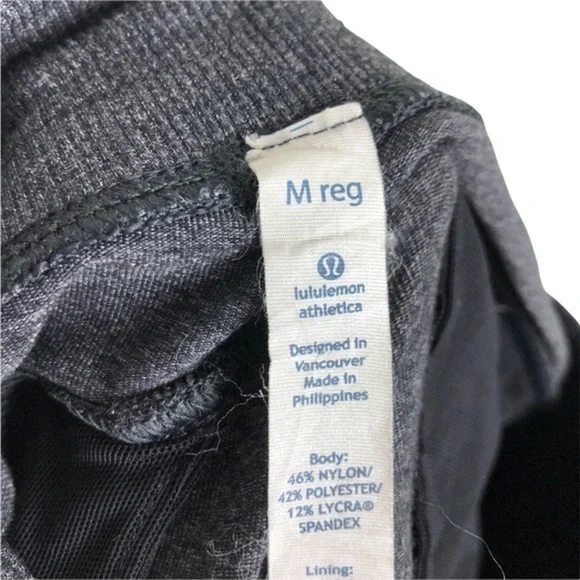 M reg
lululemon
athletica
Designed in
Vancouver
Made in
Philippines
Body:
46% NYLON/
42% POLYESTER/
12% LYCRA®
SPANDEX
Lining: